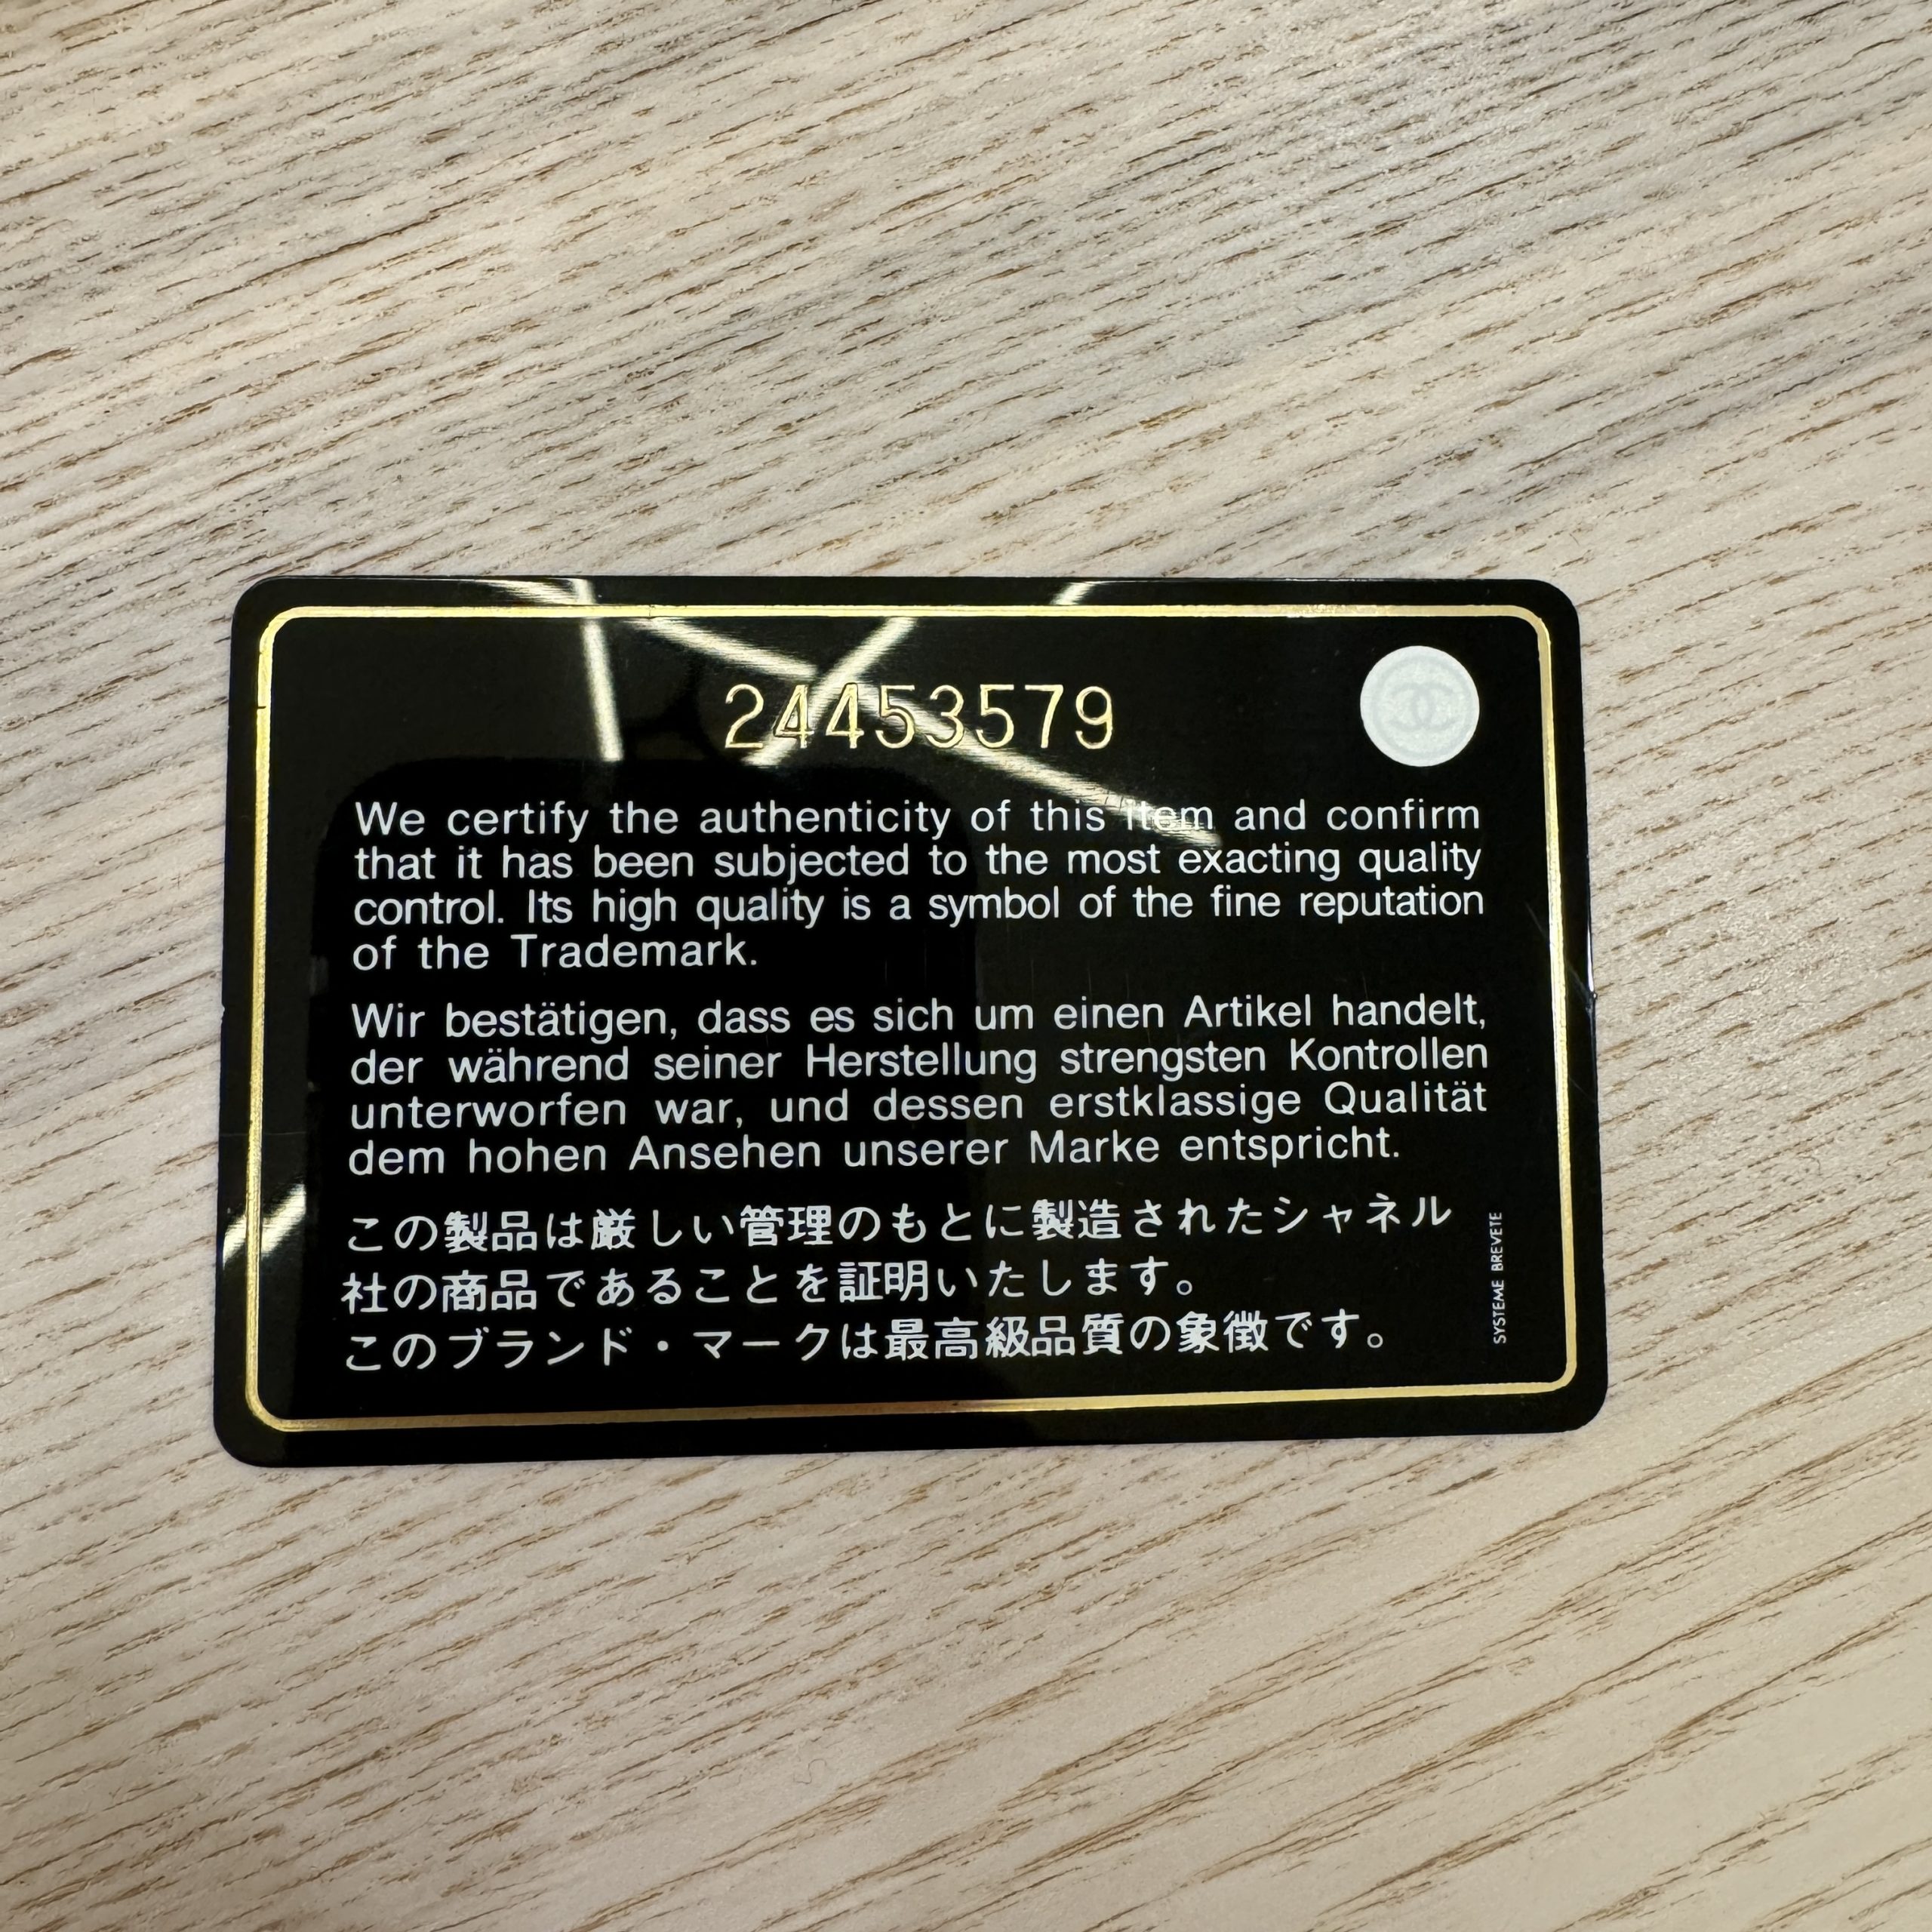 24453579
We certify the authenticity of this item and confirm
that it has been subjected to the most exacting quality
control. Its high quality is a symbol of the fine reputation
of the Trademark.
Wir bestätigen, dass es sich um einen Artikel handelt,
der während seiner Herstellung strengsten Kontrollen
unterworfen war, und dessen erstklassige Qualität
dem hohen Ansehen unserer Marke entspricht.
この製品は厳しい管理のもとに製造されたシャネル
社の商品であることを証明いたします。
このブランド・マークは最高級品質の象徴です。
SYSTEME BREVETE